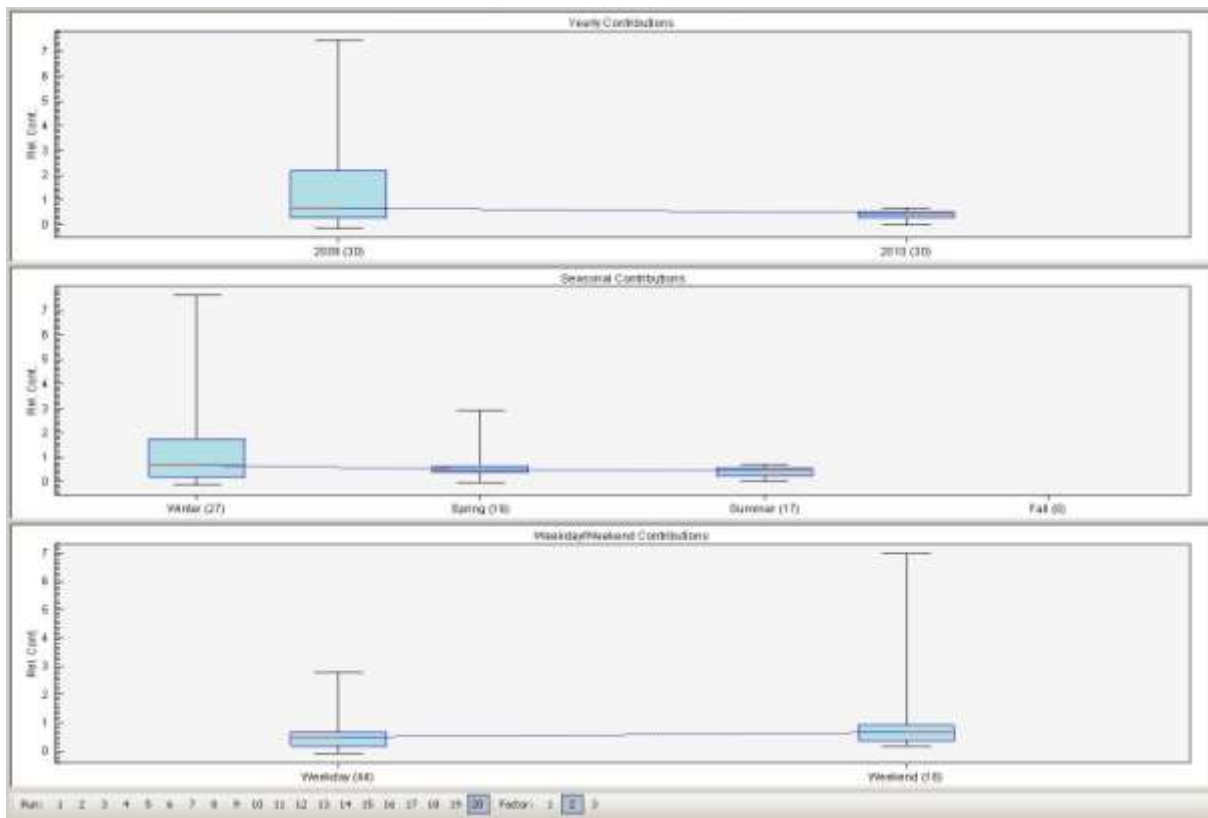 Yearly Contributions
Rel. Cont.
7
6
5
4
3
2
1
0
2009 (30)
2010 (30)
Seasonal Contributions
Rel. Cont.
7
6
5
4
3
2
1
0
Winter (27)
Spring (16)
Summer (17)
Fall (0)
Weekday/Weekend Contributions
Rel. Cont.
7
6
5
4
3
2
1
0
Weekday (44)
Weekend (16)
Run: 1 2 3 4 5 6 7 8 9 10 11 12 13 14 15 16 17 18 19 20 Factor: 1 2 3